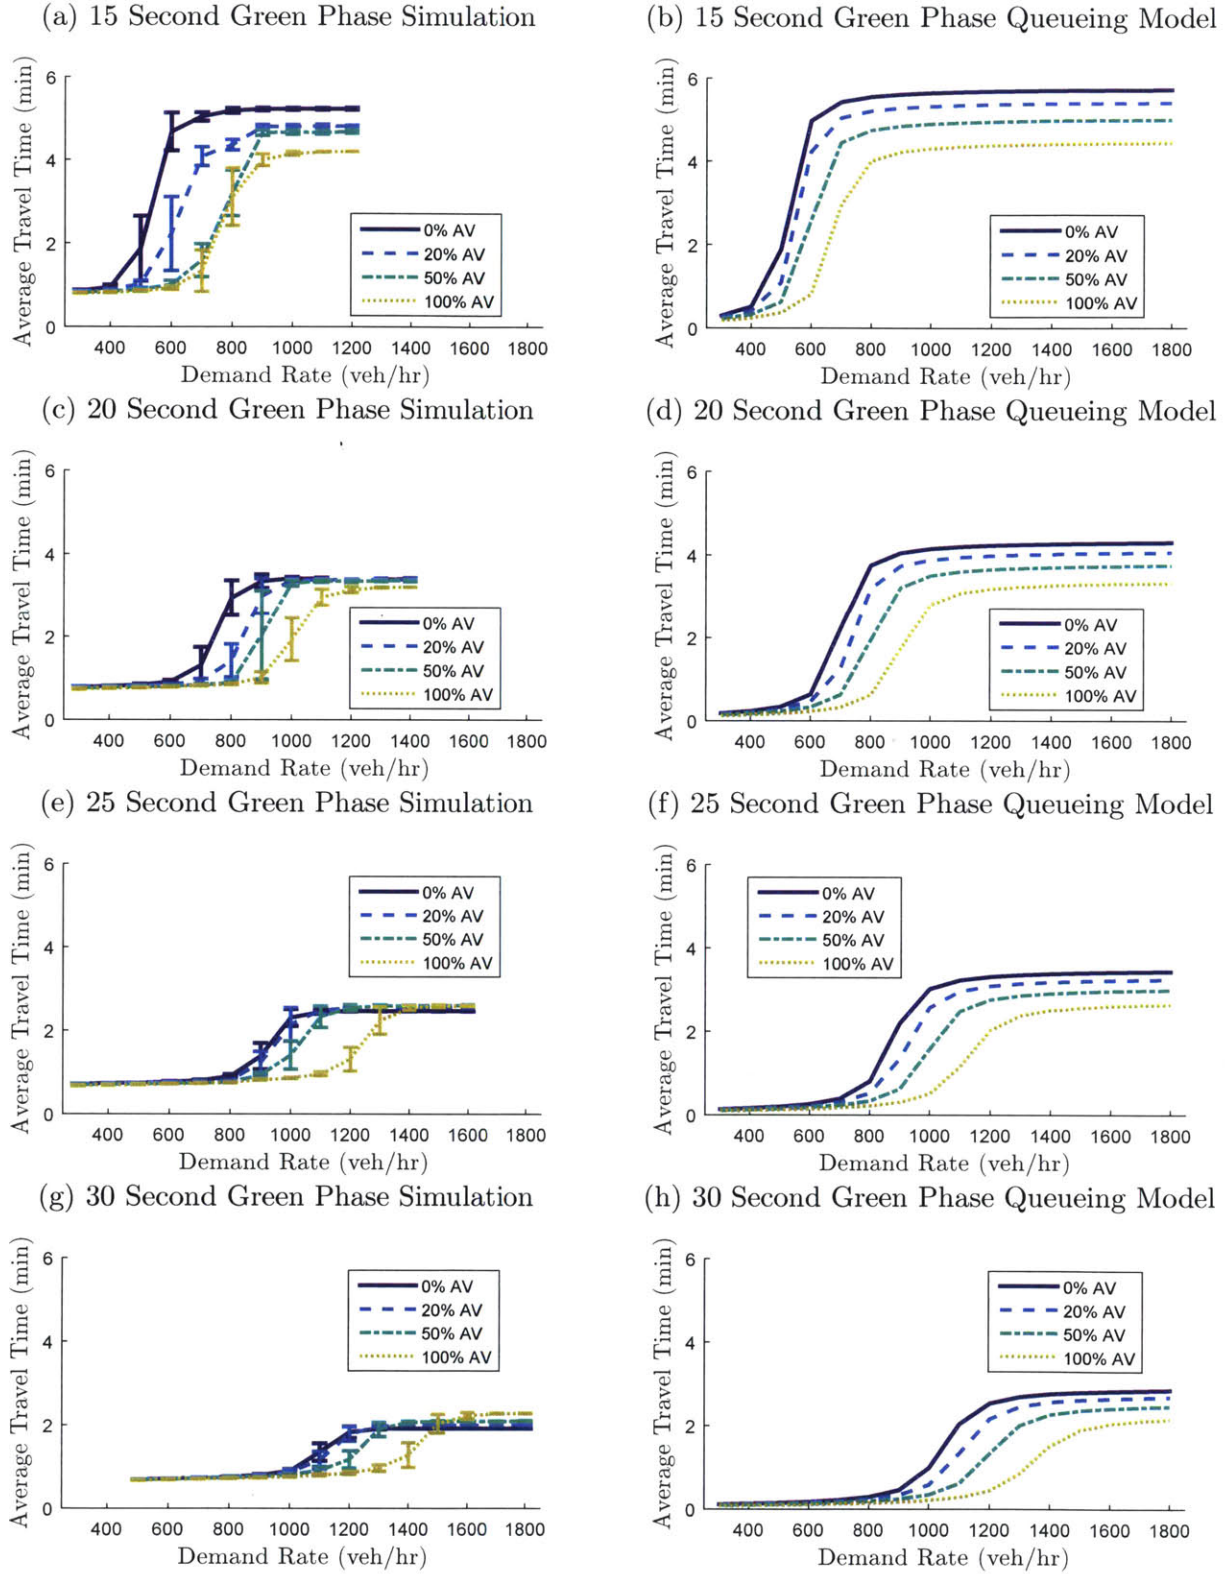 (a) 15 Second Green Phase Simulation
Average Travel Time (min)
6
4
2
0
0% AV
20% AV
50% AV
100% AV
400 600 800 1000 1200 1400 1600 1800
Demand Rate (veh/hr)
(b) 15 Second Green Phase Queueing Model
Average Travel Time (min)
6
4
2
0
0% AV
20% AV
50% AV
100% AV
400 600 800 1000 1200 1400 1600 1800
Demand Rate (veh/hr)
(c) 20 Second Green Phase Simulation
Average Travel Time (min)
6
4
2
0
0% AV
20% AV
50% AV
100% AV
400 600 800 1000 1200 1400 1600 1800
Demand Rate (veh/hr)
(d) 20 Second Green Phase Queueing Model
Average Travel Time (min)
6
4
2
0
0% AV
20% AV
50% AV
100% AV
400 600 800 1000 1200 1400 1600 1800
Demand Rate (veh/hr)
(e) 25 Second Green Phase Simulation
Average Travel Time (min)
6
4
2
0
0% AV
20% AV
50% AV
100% AV
400 600 800 1000 1200 1400 1600 1800
Demand Rate (veh/hr)
(f) 25 Second Green Phase Queueing Model
Average Travel Time (min)
6
4
2
0
0% AV
20% AV
50% AV
100% AV
400 600 800 1000 1200 1400 1600 1800
Demand Rate (veh/hr)
(g) 30 Second Green Phase Simulation
Average Travel Time (min)
6
4
2
0
0% AV
20% AV
50% AV
100% AV
400 600 800 1000 1200 1400 1600 1800
Demand Rate (veh/hr)
(h) 30 Second Green Phase Queueing Model
Average Travel Time (min)
6
4
2
0
0% AV
20% AV
50% AV
100% AV
400 600 800 1000 1200 1400 1600 1800
Demand Rate (veh/hr)